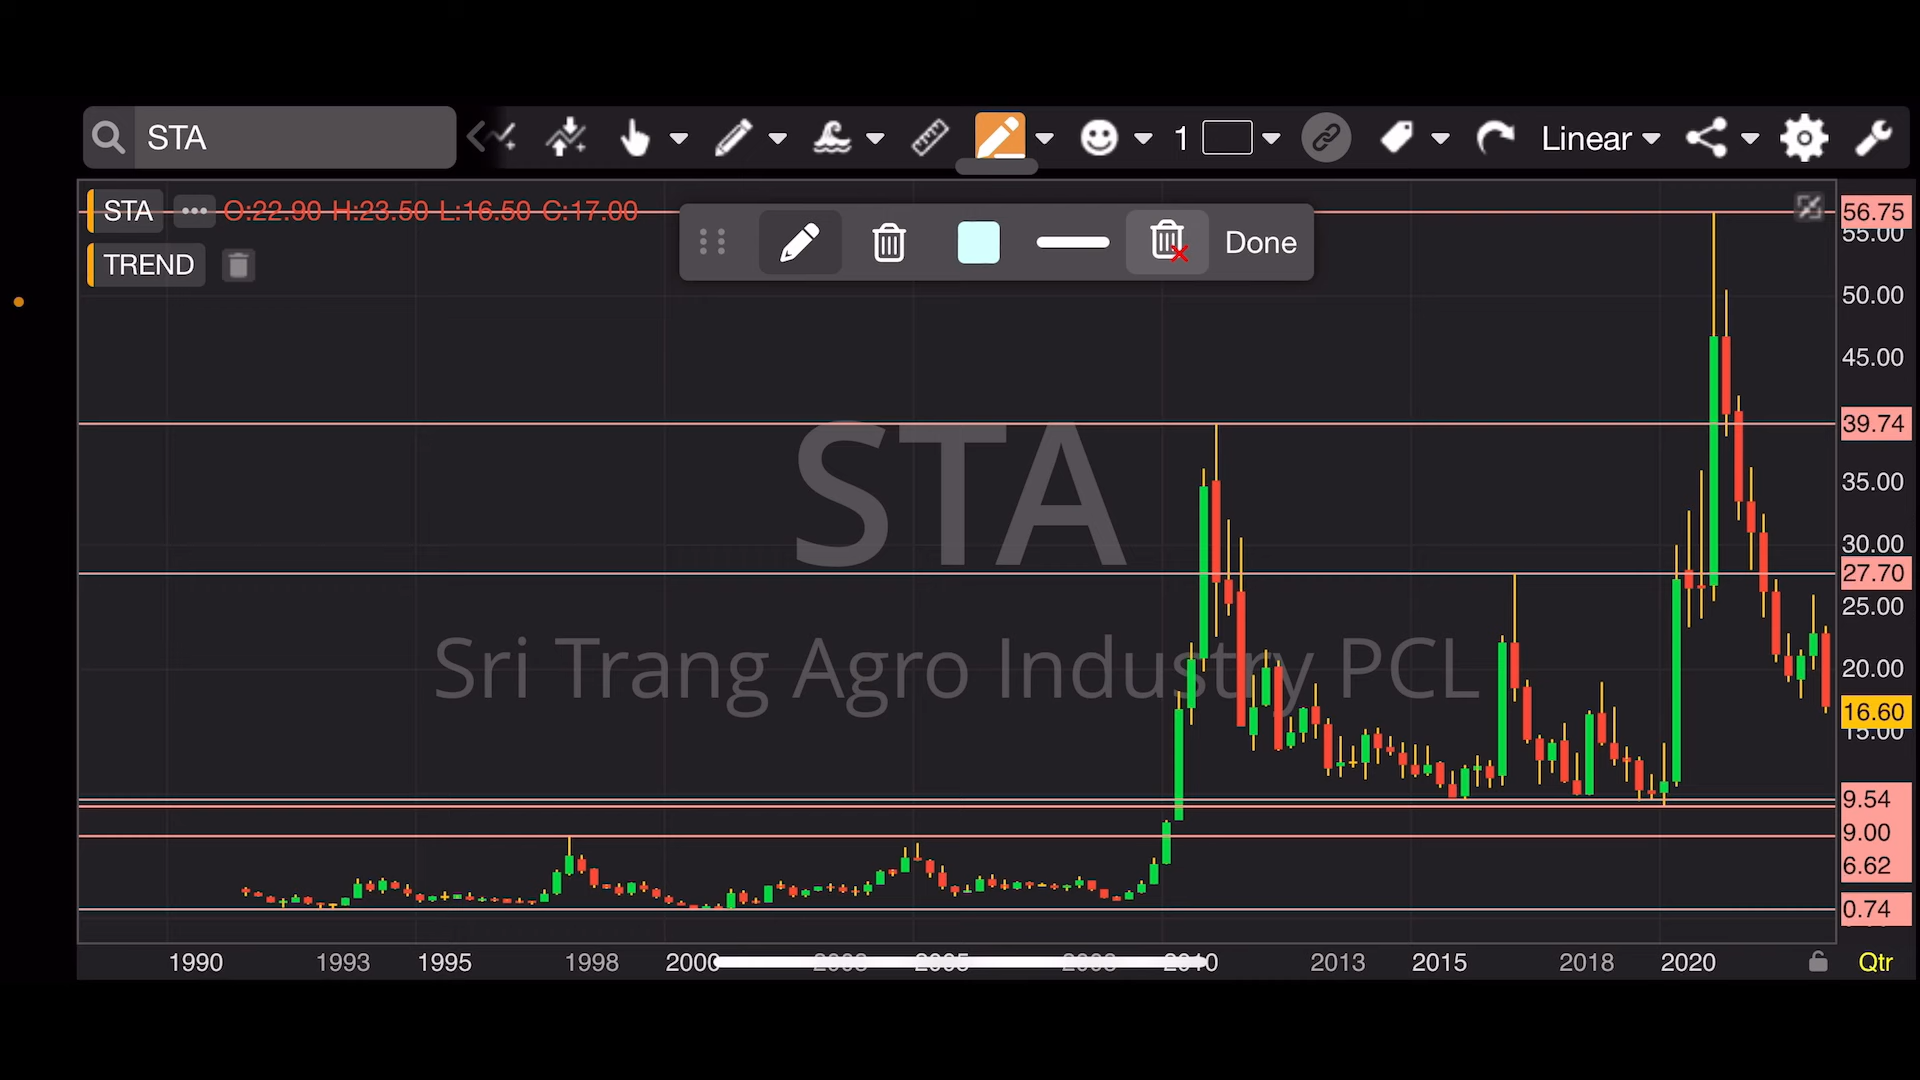 STA
1
Linear
STA
O:22.90 H:23.50 L:16.50 C:17.00
TREND
Done
STA
Sri Trang Agro Industry PCL
56.75
55.00
50.00
45.00
39.74
35.00
30.00
27.70
25.00
20.00
16.60
15.00
9.54
9.00
6.62
0.74
1990 1993 1995 1998 2000 2003 2005 2008 2010 2013 2015 2018 2020 Qtr